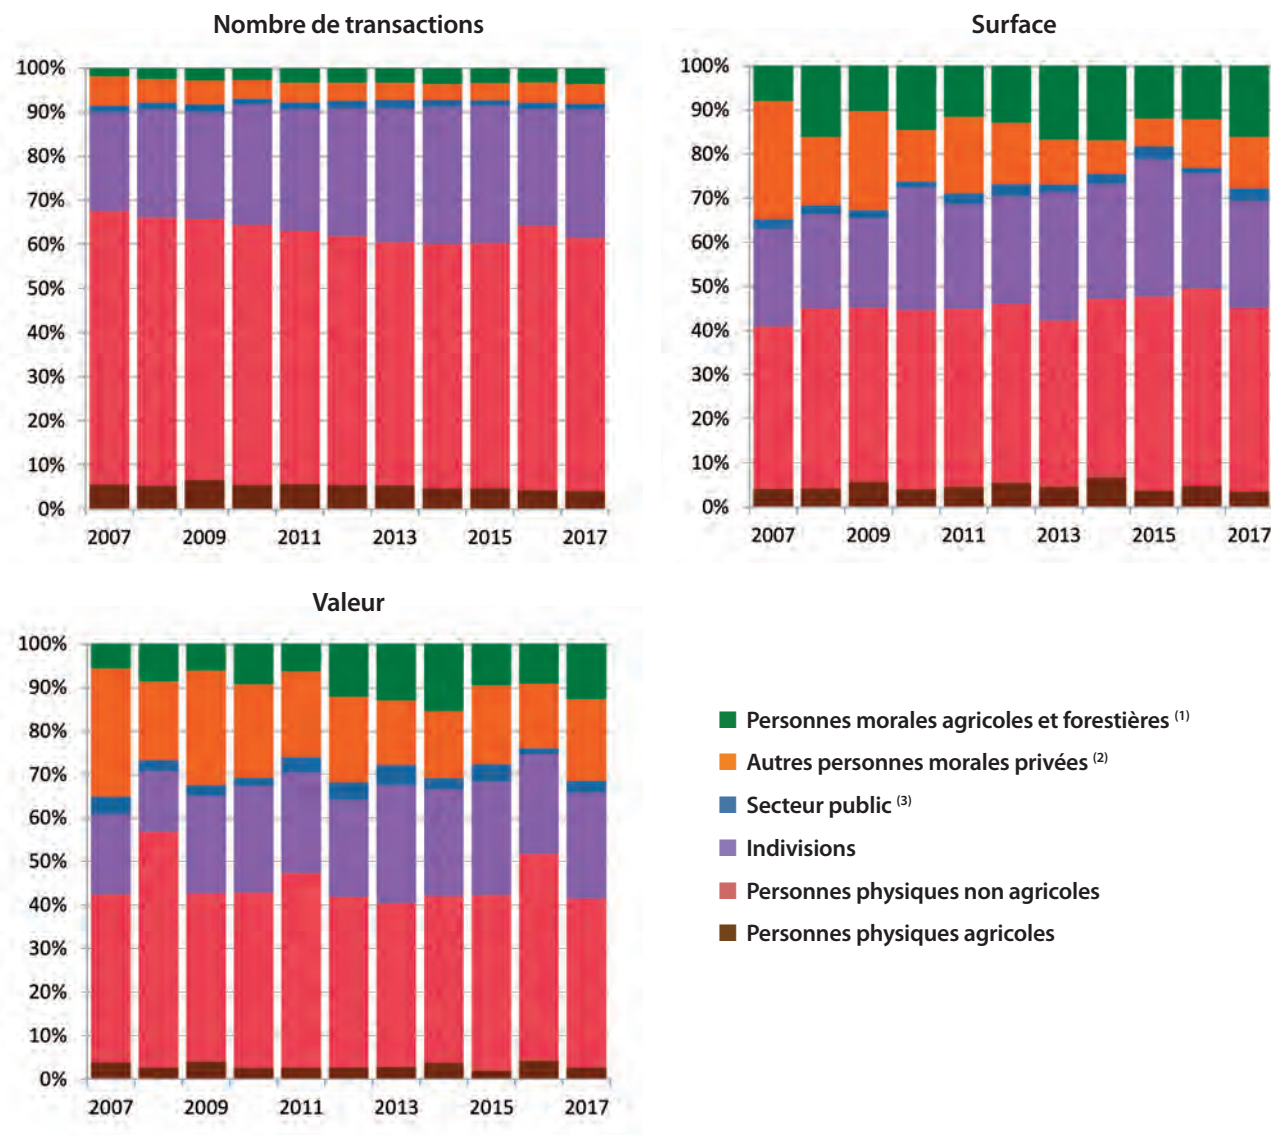 Nombre de transactions
100%
90%
80%
70%
60%
50%
40%
30%
20%
10%
0%
2007 2009 2011 2013 2015 2017
Surface
100%
90%
80%
70%
60%
50%
40%
30%
20%
10%
0%
2007 2009 2011 2013 2015 2017
Valeur
100%
90%
80%
70%
60%
50%
40%
30%
20%
10%
0%
2007 2009 2011 2013 2015 2017
Personnes morales agricoles et forestières (1)
Autres personnes morales privées (2)
Secteur public (3)
Indivisions
Personnes physiques non agricoles
Personnes physiques agricoles